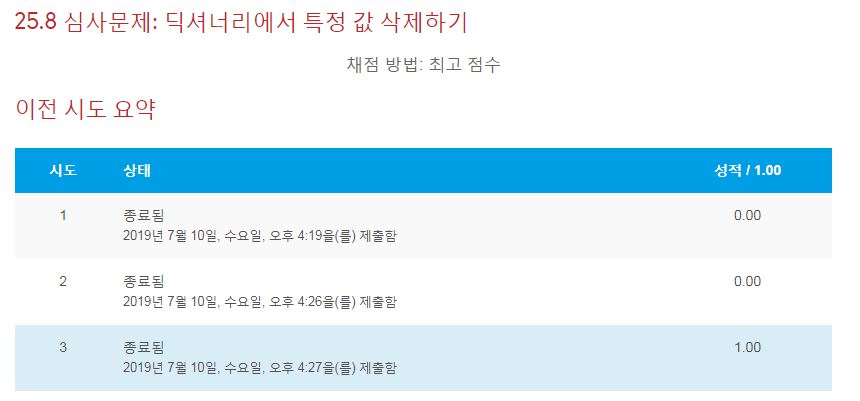 25.8 심사문제: 딕셔너리에서 특정 값 삭제하기
채점 방법: 최고 점수
이전 시도 요약
시도 상태 성적 / 1.00
1 종료됨 0.00
2019년 7월 10일, 수요일, 오후 4:19을(를) 제출함
2 종료됨 0.00
2019년 7월 10일, 수요일, 오후 4:26을(를) 제출함
3 종료됨 1.00
2019년 7월 10일, 수요일, 오후 4:27을(를) 제출함